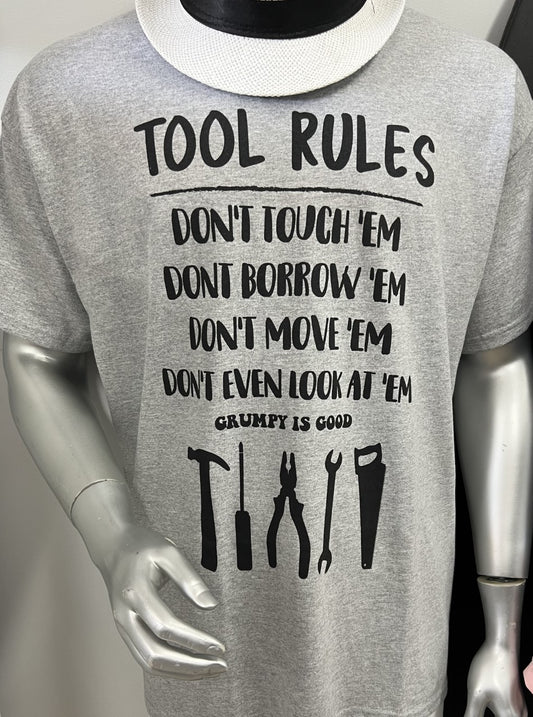 TOOL RULES
DON'T TOUCH 'EM
DONT BORROW 'EM
DON'T MOVE 'EM
DON'T EVEN LOOK AT 'EM
GRUMPY IS GOOD